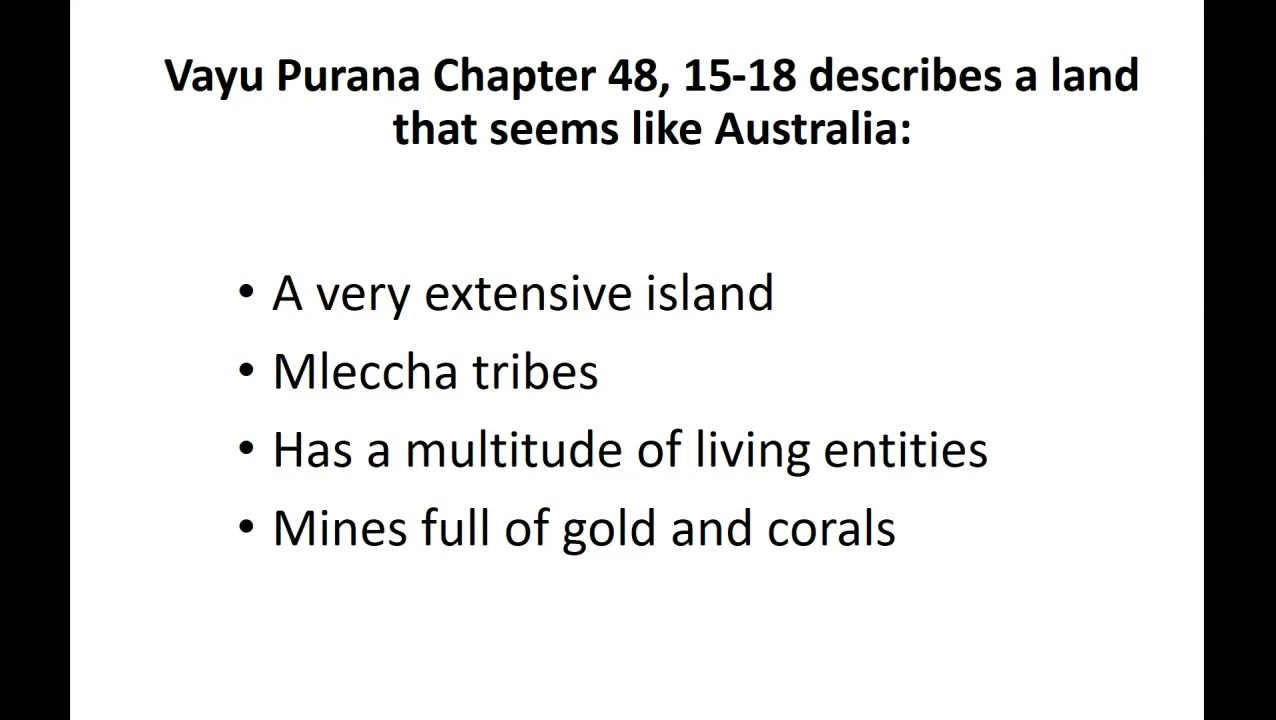 Vayu Purana Chapter 48, 15-18 describes a land
that seems like Australia:
• A very extensive island
• Mleccha tribes
• Has a multitude of living entities
• Mines full of gold and corals